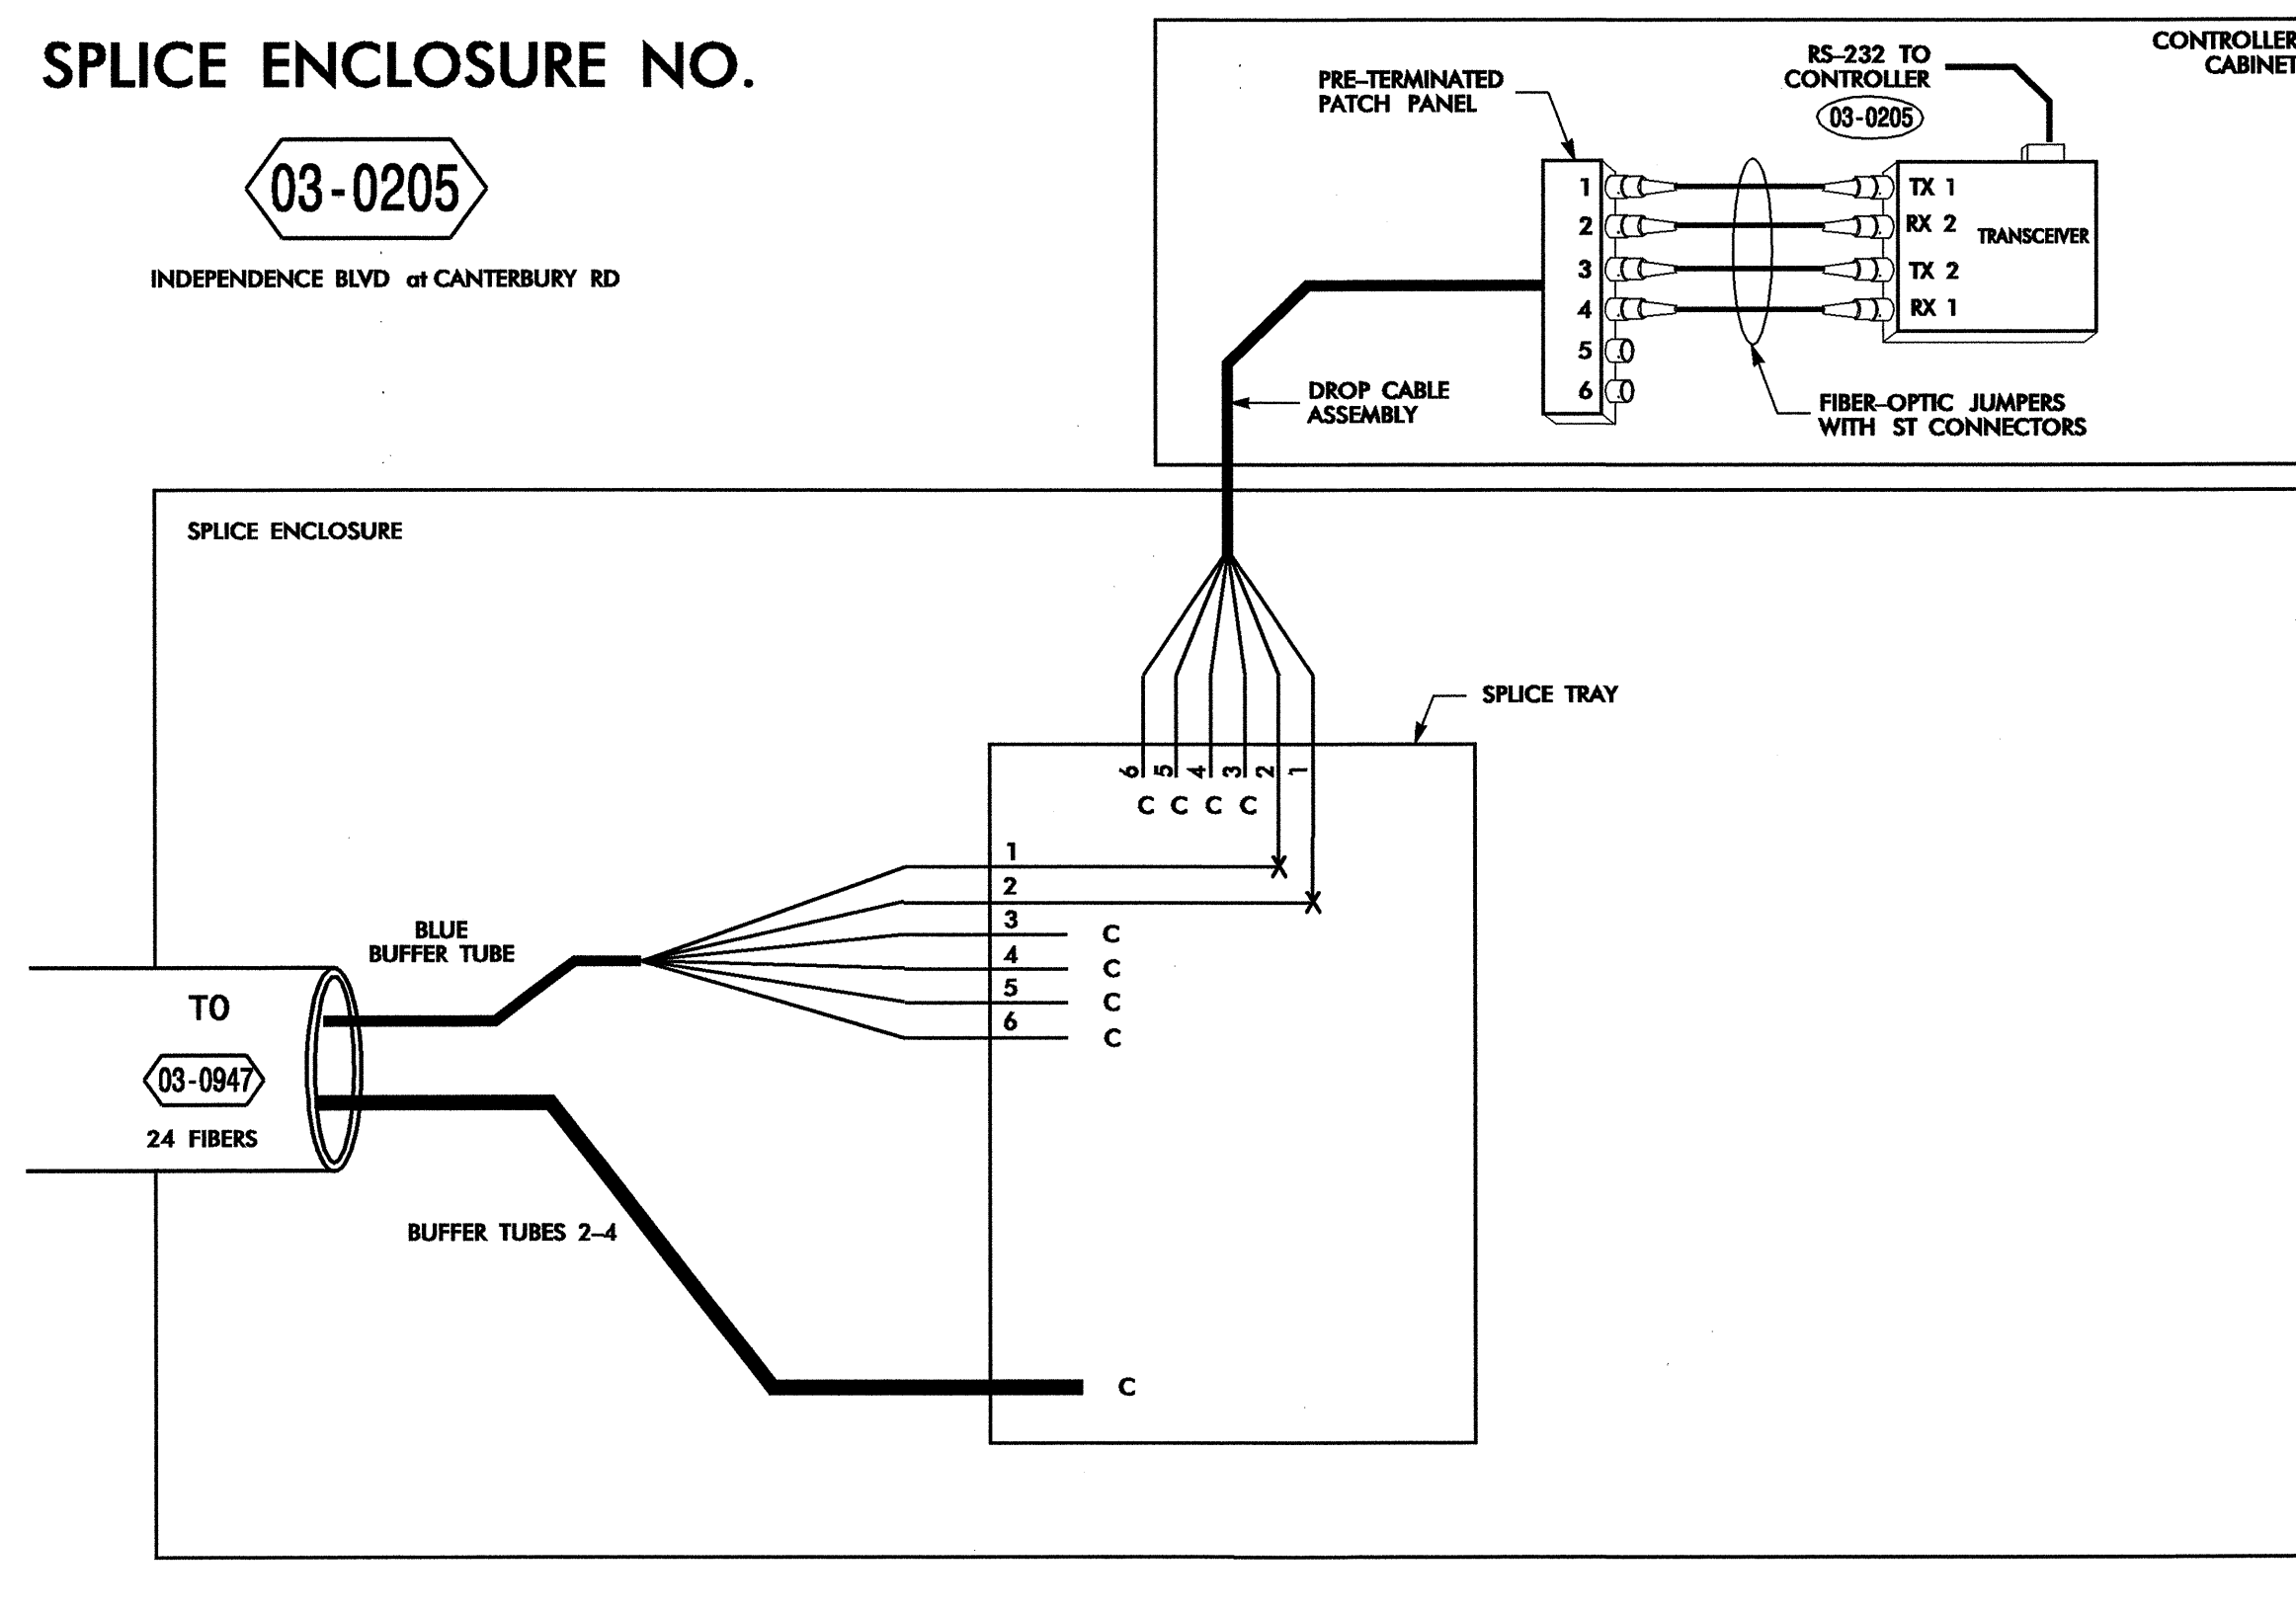 SPLICE ENCLOSURE NO.
03-0205
INDEPENDENCE BLVD at CANTERBURY RD
CONTROLLER
CABINET
RS-232 TO
CONTROLLER
03-0205
PRE-TERMINATED
PATCH PANEL
1
2
3
4
5
6
TX 1
RX 2
TX 2
RX 1
TRANSCEIVER
DROP CABLE
ASSEMBLY
FIBER-OPTIC JUMPERS
WITH ST CONNECTORS
SPLICE ENCLOSURE
SPLICE TRAY
6 5 4 3 2 1
C C C C
1
2
3 C
4 C
5 C
6 C
BLUE
BUFFER TUBE
TO
03-0947
24 FIBERS
BUFFER TUBES 2-4
C